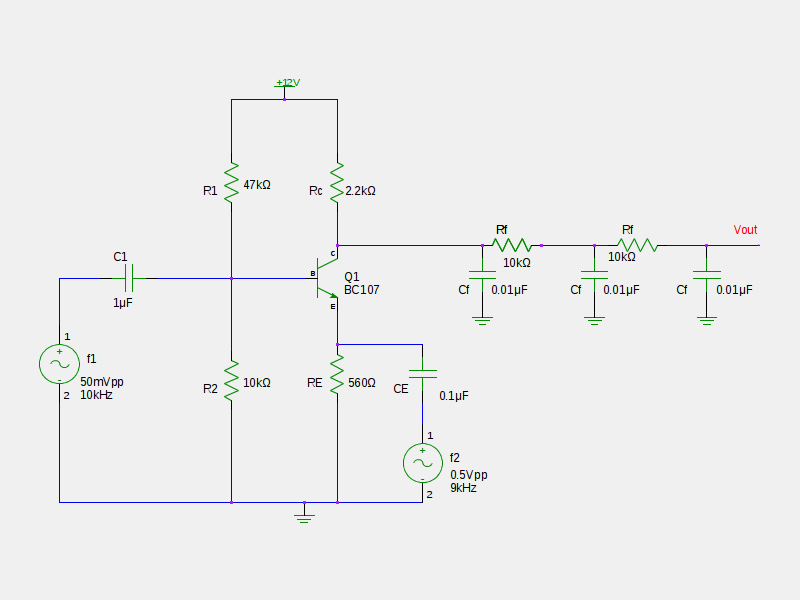 +12V
R1 47kΩ
Rc 2.2kΩ
Rf
10kΩ
Rf
10kΩ
Vout
C1
1µF
C
B
E
Q1
BC107
Cf 0.01µF
Cf 0.01µF
Cf 0.01µF
1
+
-
2
f1
50mVpp
10kHz
R2 10kΩ
RE 560Ω
CE 0.1µF
1
+
-
2
f2
0.5Vpp
9kHz